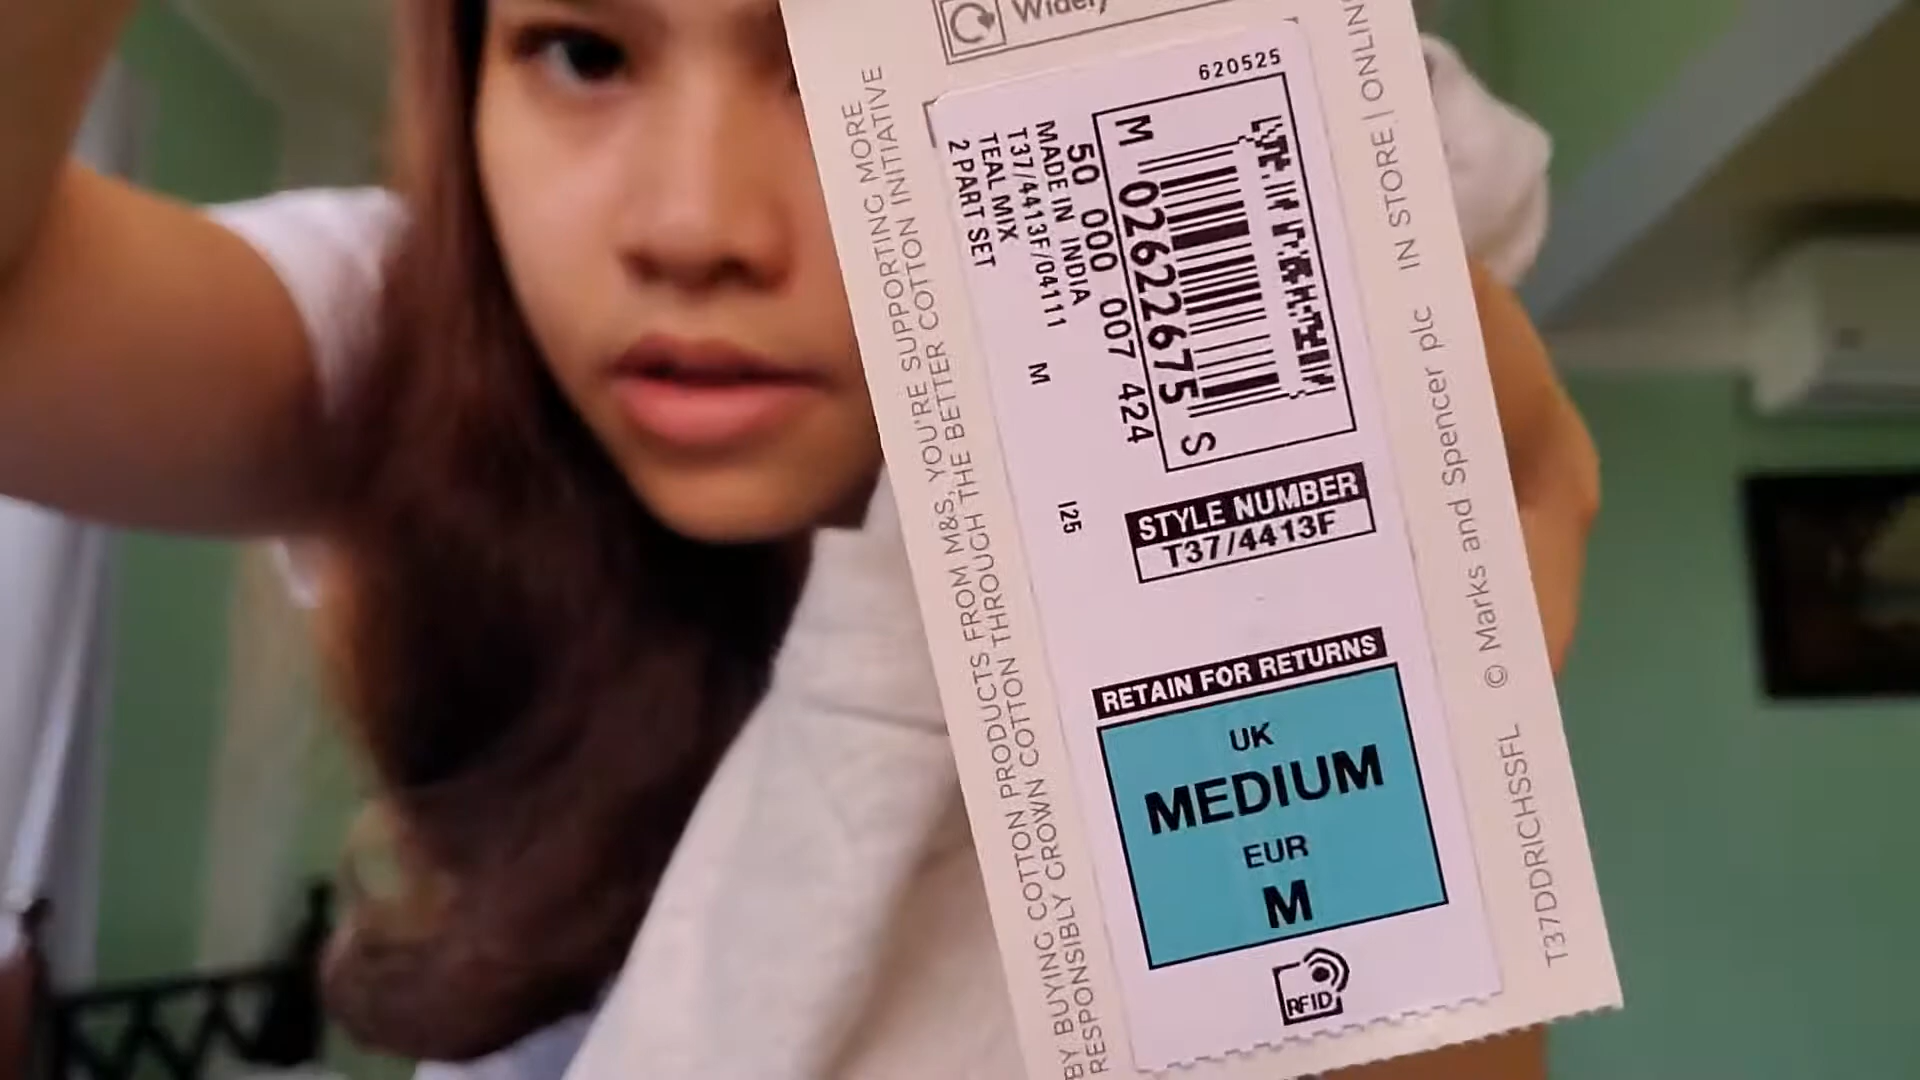 Widely
620525
M 02622675 S
50 000 007 424
MADE IN INDIA
T37/4413F/04111 M 125
TEAL MIX
2 PART SET
STYLE NUMBER
T37/4413F
RETAIN FOR RETURNS
UK
MEDIUM
EUR
M
RFID
BY BUYING COTTON PRODUCTS FROM M&S, YOU'RE SUPPORTING MORE
RESPONSIBLY CROWN COTTON THROUGH THE BETTER COTTON INITIATIVE
T37DDRICHSSFL © Marks and Spencer plc IN STORE | ONLIN